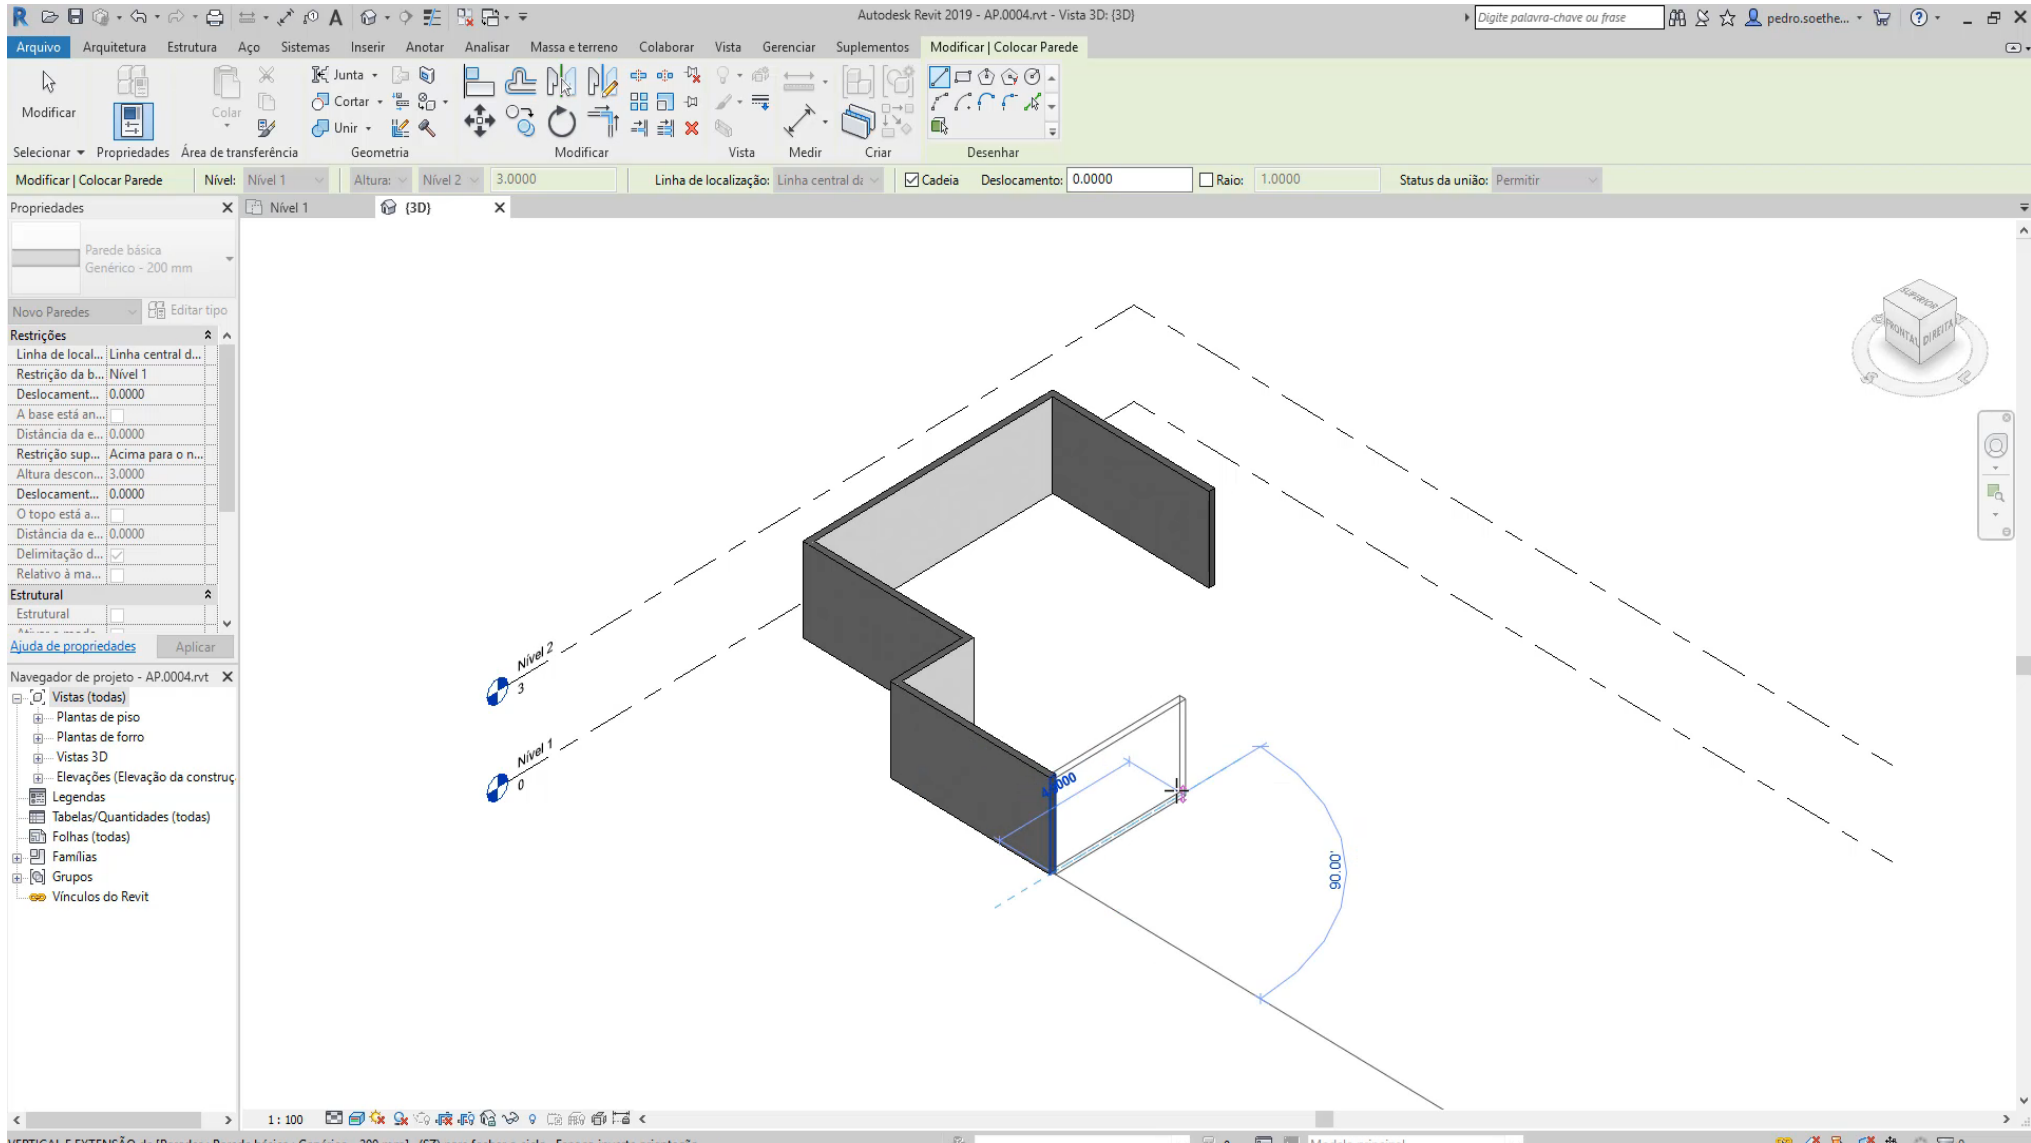 Autodesk Revit 2019 - AP.0004.rvt - Vista 3D: {3D}
Digite palavra-chave ou frase
pedro.soethe...
Arquivo Arquitetura Estrutura Aço Sistemas Inserir Anotar Analisar Massa e terreno Colaborar Vista Gerenciar Suplementos Modificar | Colocar Parede
Modificar
Colar
Junta
Cortar
Unir
Selecionar Propriedades Área de transferência Geometria Modificar Vista Medir Criar Desenhar
Modificar | Colocar Parede Nível: Nível 1 Altura: Nível 2 3.0000 Linha de localização: Linha central da Cadeia Deslocamento: 0.0000 Raio: 1.0000 Status da união: Permitir
Propriedades
Nível 1
{3D}
Parede básica
Genérico - 200 mm
Novo Paredes
Editar tipo
Restrições
Linha de local... Linha central d...
Restrição da b... Nível 1
Deslocament... 0.0000
A base está an...
Distância da e... 0.0000
Restrição sup... Acima para o n...
Altura descon... 3.0000
Deslocament... 0.0000
O topo está a...
Distância da e... 0.0000
Delimitação d...
Relativo à ma...
Estrutural
Estrutural
Ajuda de propriedades
Aplicar
Navegador de projeto - AP.0004.rvt
Vistas (todas)
Plantas de piso
Plantas de forro
Vistas 3D
Elevações (Elevação da construç
Legendas
Tabelas/Quantidades (todas)
Folhas (todas)
Famílias
Grupos
Vínculos do Revit
Nível 2
3
Nível 1
0
90.00'
SUPERIOR
FRONTAL
DIREITA
1 : 100